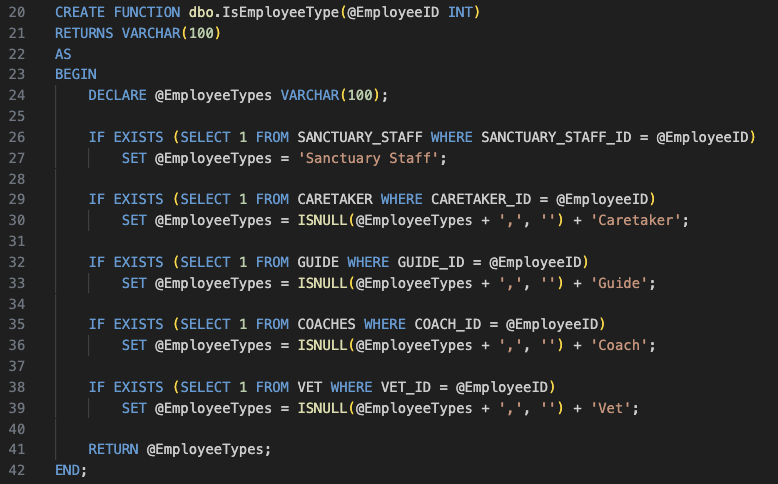 20 CREATE FUNCTION dbo.IsEmployeeType(@EmployeeID INT)
21 RETURNS VARCHAR(100)
22 AS
23 BEGIN
24     DECLARE @EmployeeTypes VARCHAR(100);
25
26     IF EXISTS (SELECT 1 FROM SANCTUARY_STAFF WHERE SANCTUARY_STAFF_ID = @EmployeeID)
27         SET @EmployeeTypes = 'Sanctuary Staff';
28
29     IF EXISTS (SELECT 1 FROM CARETAKER WHERE CARETAKER_ID = @EmployeeID)
30         SET @EmployeeTypes = ISNULL(@EmployeeTypes + ',', '') + 'Caretaker';
31
32     IF EXISTS (SELECT 1 FROM GUIDE WHERE GUIDE_ID = @EmployeeID)
33         SET @EmployeeTypes = ISNULL(@EmployeeTypes + ',', '') + 'Guide';
34
35     IF EXISTS (SELECT 1 FROM COACHES WHERE COACH_ID = @EmployeeID)
36         SET @EmployeeTypes = ISNULL(@EmployeeTypes + ',', '') + 'Coach';
37
38     IF EXISTS (SELECT 1 FROM VET WHERE VET_ID = @EmployeeID)
39         SET @EmployeeTypes = ISNULL(@EmployeeTypes + ',', '') + 'Vet';
40
41     RETURN @EmployeeTypes;
42 END;